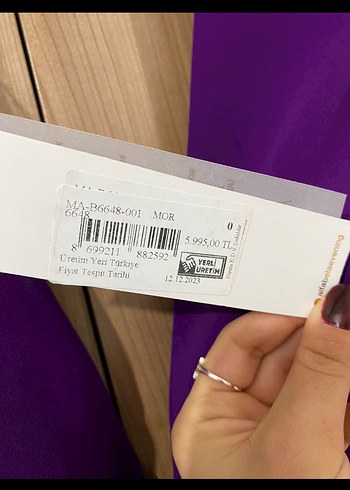 MA-B6648-001 MOR
6648
0
5.995,00 TL
8 699211 882592
YERLİ
ÜRETİM
Üretim Yeri Türkiye
Fiyat Tespit Tarihi
12.12.2023
alfabetaevening